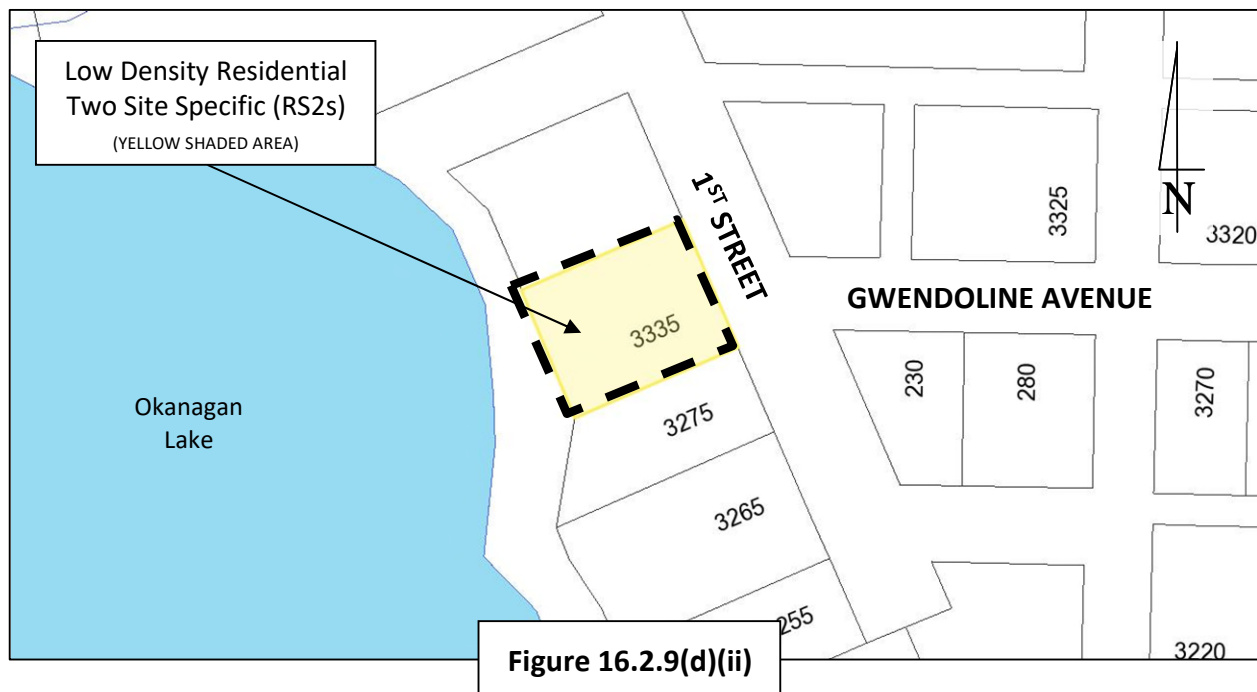 Low Density Residential
Two Site Specific (RS2s)
(YELLOW SHADED AREA)
1ST STREET
N
3325
3320
GWENDOLINE AVENUE
3335
230
280
3270
3275
Okanagan
Lake
3265
255
3220
Figure 16.2.9(d)(ii)